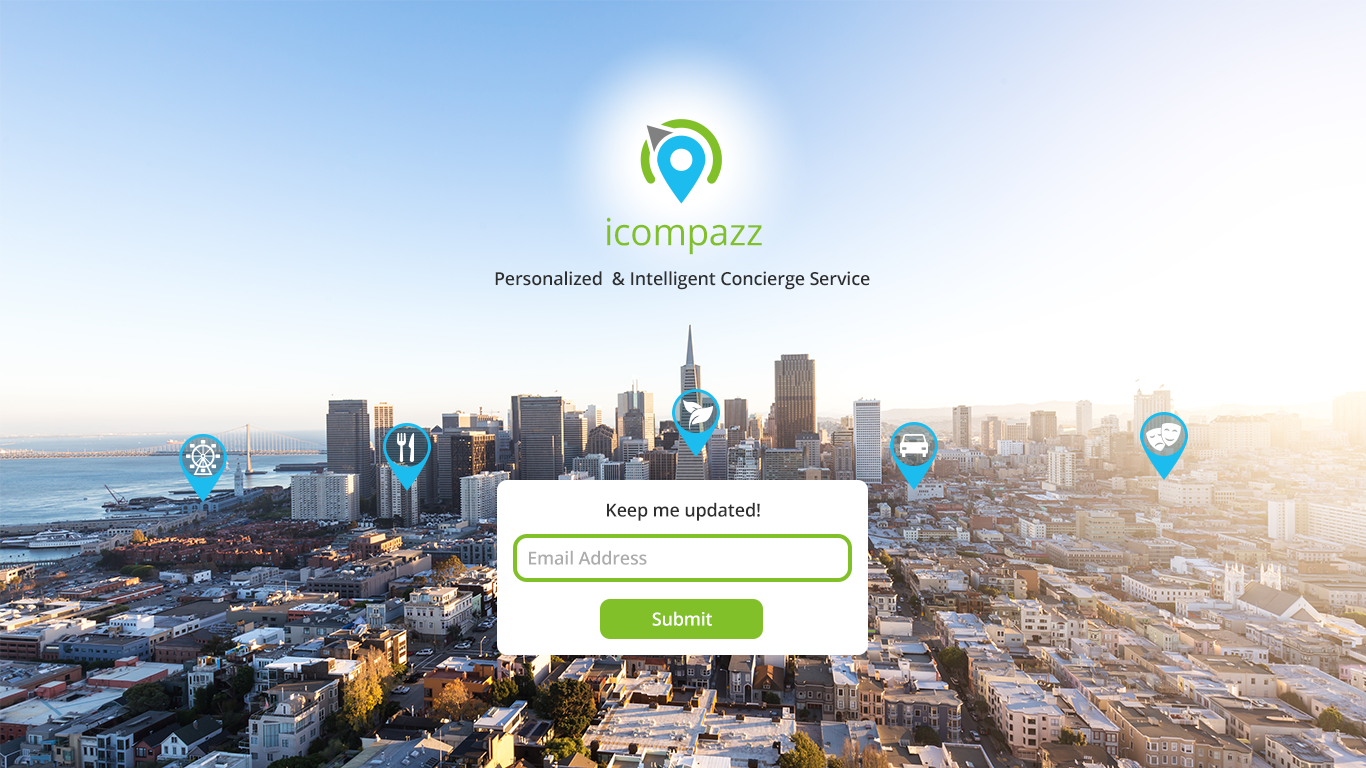 icompazz
Personalized & Intelligent Concierge Service
Keep me updated!
Email Address
Submit